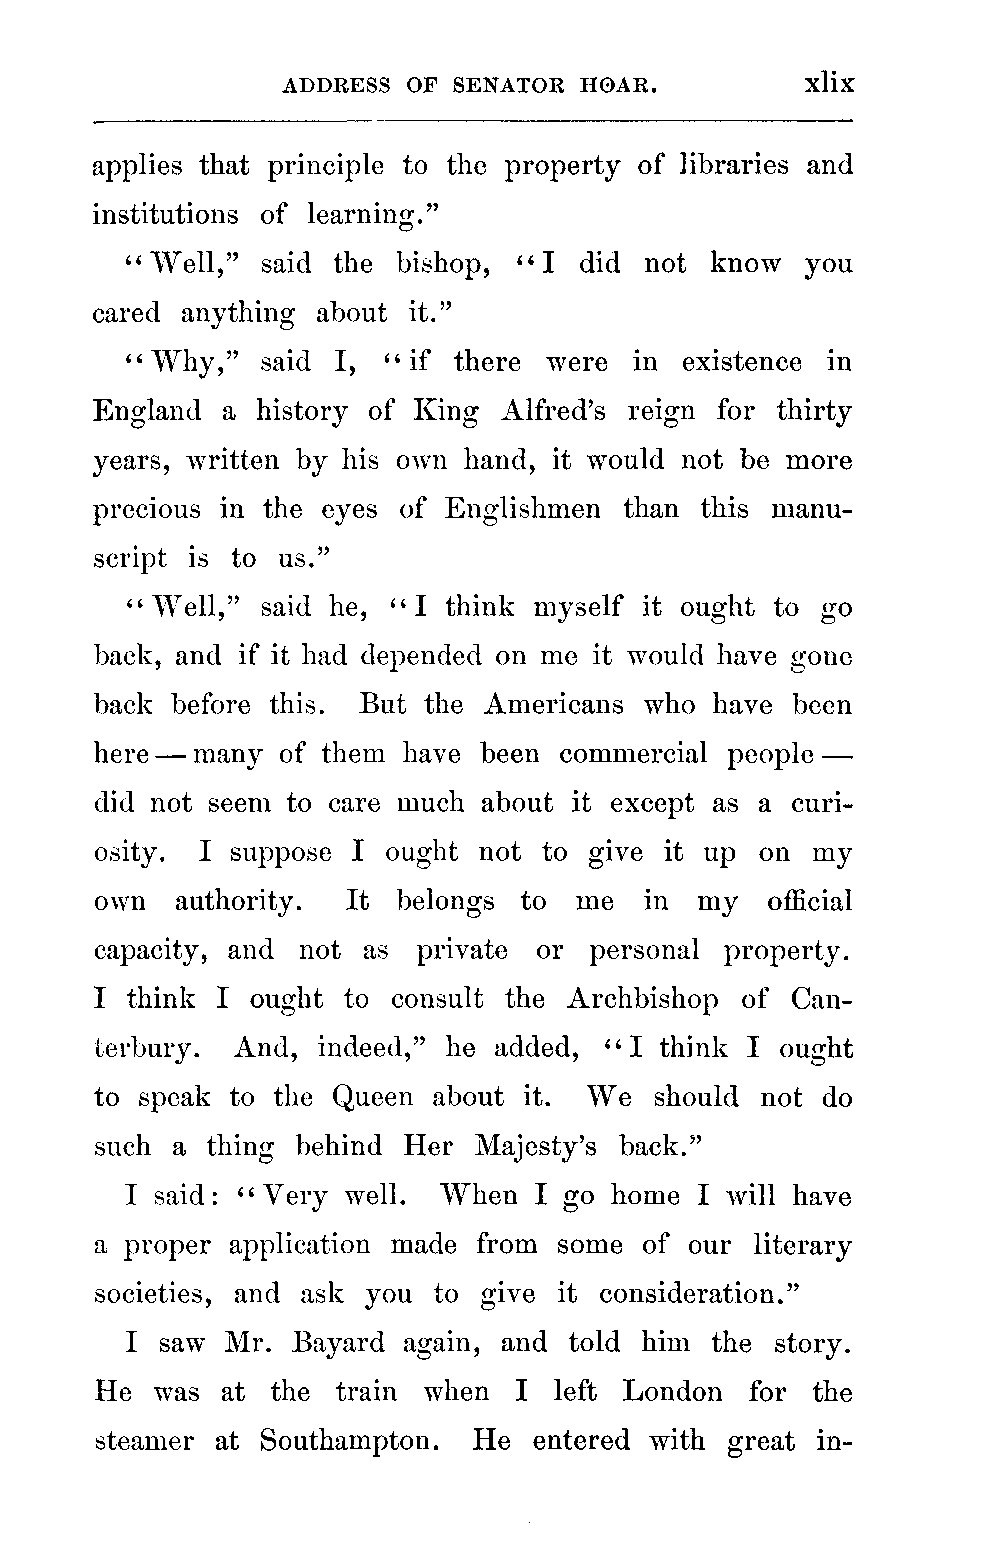 ADDRESS OF SENATOR HOAR. xlix
applies that principle to the property of libraries and
institutions of learning.”
“Well,” said the bishop, “I did not know you
cared anything about it.”
“Why,” said I, “if there were in existence in
England a history of King Alfred’s reign for thirty
years, written by his own hand, it would not be more
precious in the eyes of Englishmen than this manu-
script is to us.”
“Well,” said he, “I think myself it ought to go
back, and if it had depended on me it would have gone
back before this. But the Americans who have been
here — many of them have been commercial people —
did not seem to care much about it except as a curi-
osity. I suppose I ought not to give it up on my
own authority. It belongs to me in my official
capacity, and not as private or personal property.
I think I ought to consult the Archbishop of Can-
terbury. And, indeed,” he added, “I think I ought
to speak to the Queen about it. We should not do
such a thing behind Her Majesty’s back.”
I said: “Very well. When I go home I will have
a proper application made from some of our literary
societies, and ask you to give it consideration.”
I saw Mr. Bayard again, and told him the story.
He was at the train when I left London for the
steamer at Southampton. He entered with great in-